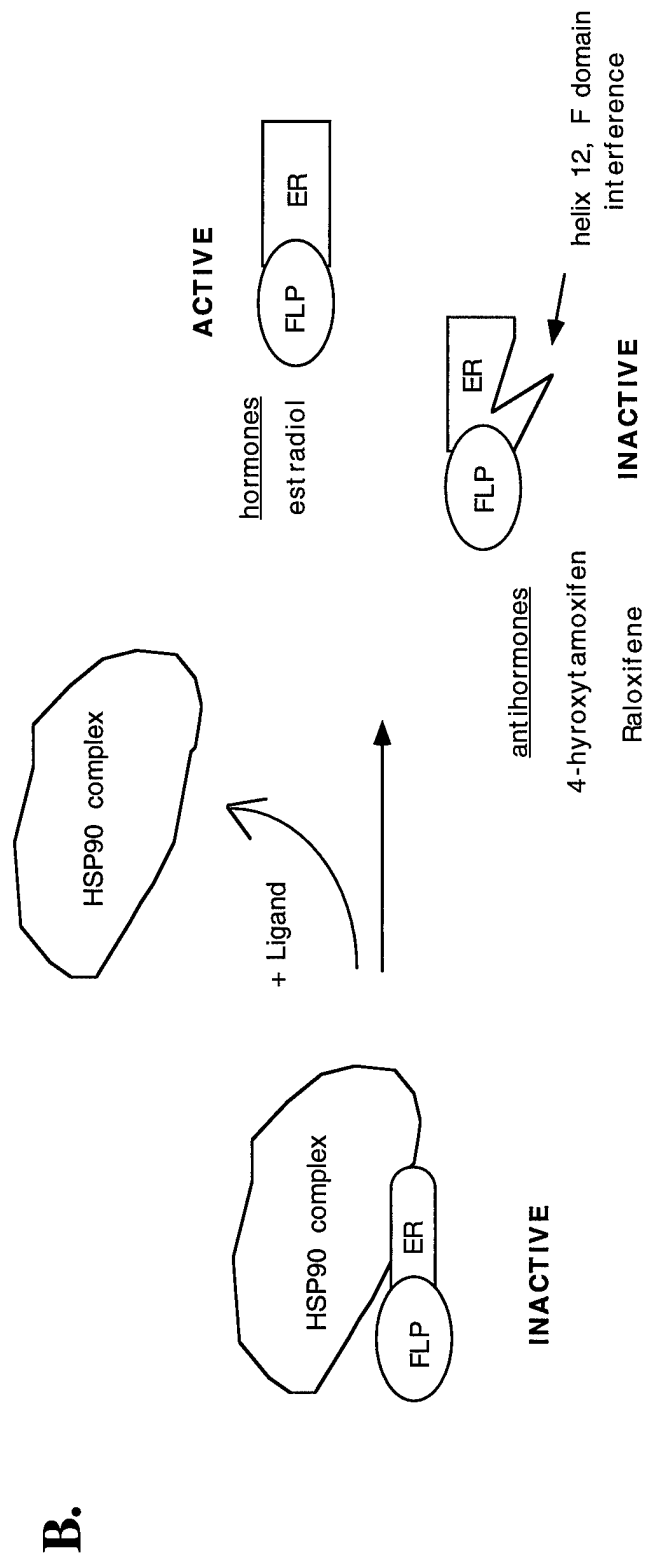 B.
HSP90 complex
FLP
ER
INACTIVE
+ Ligand
HSP90 complex
hormones
estradiol
ACTIVE
FLP
ER
antihormones
4-hyroxytamoxifen
Raloxifene
FLP
ER
INACTIVE
helix 12, F domain
interference